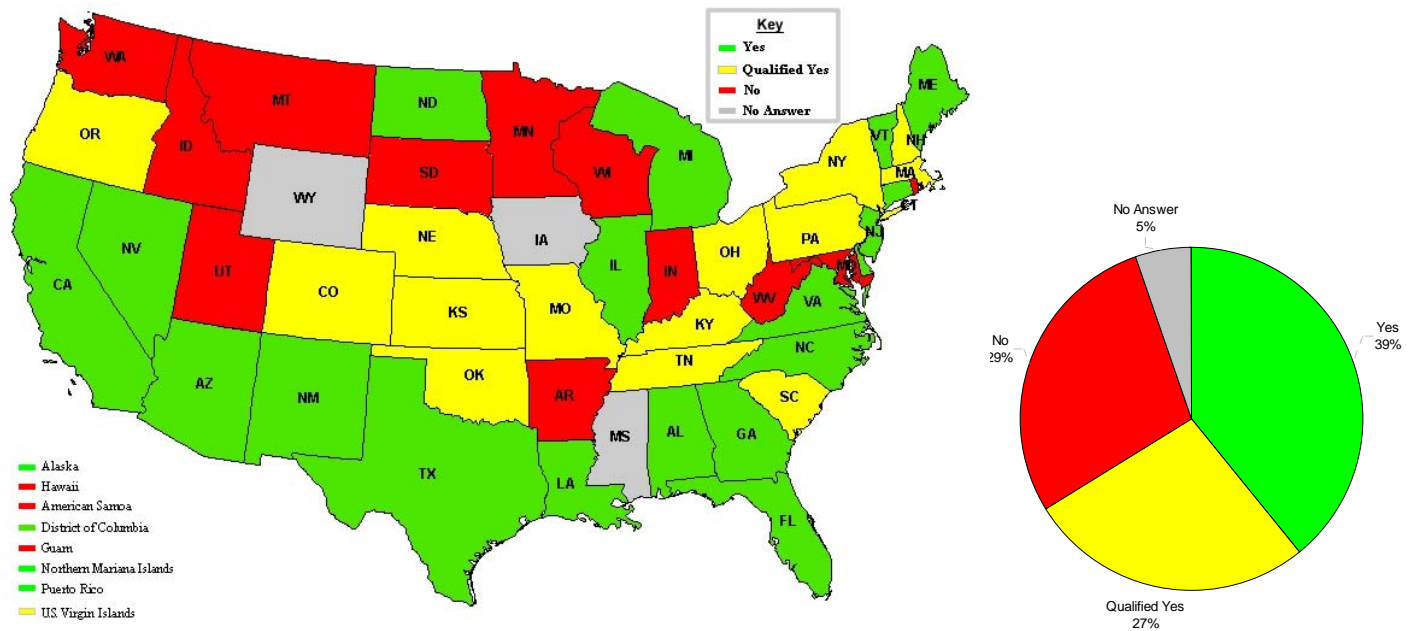 Key
Yes
Qualified Yes
No
No Answer
WA
MT
ND
MN
ME
OR
ID
SD
WI
MI
VT
NH
NY
MA
WY
CT
NE
IA
PA
NJ
NV
UT
IL
IN
OH
MD
CA
CO
KS
MO
WV
VA
KY
NC
AZ
NM
OK
TN
AR
SC
MS
AL
GA
TX
LA
FL
Alaska
Hawaii
American Samoa
District of Columbia
Guam
Northern Mariana Islands
Puerto Rico
U.S. Virgin Islands
No Answer
5%
Yes
39%
No
29%
Qualified Yes
27%